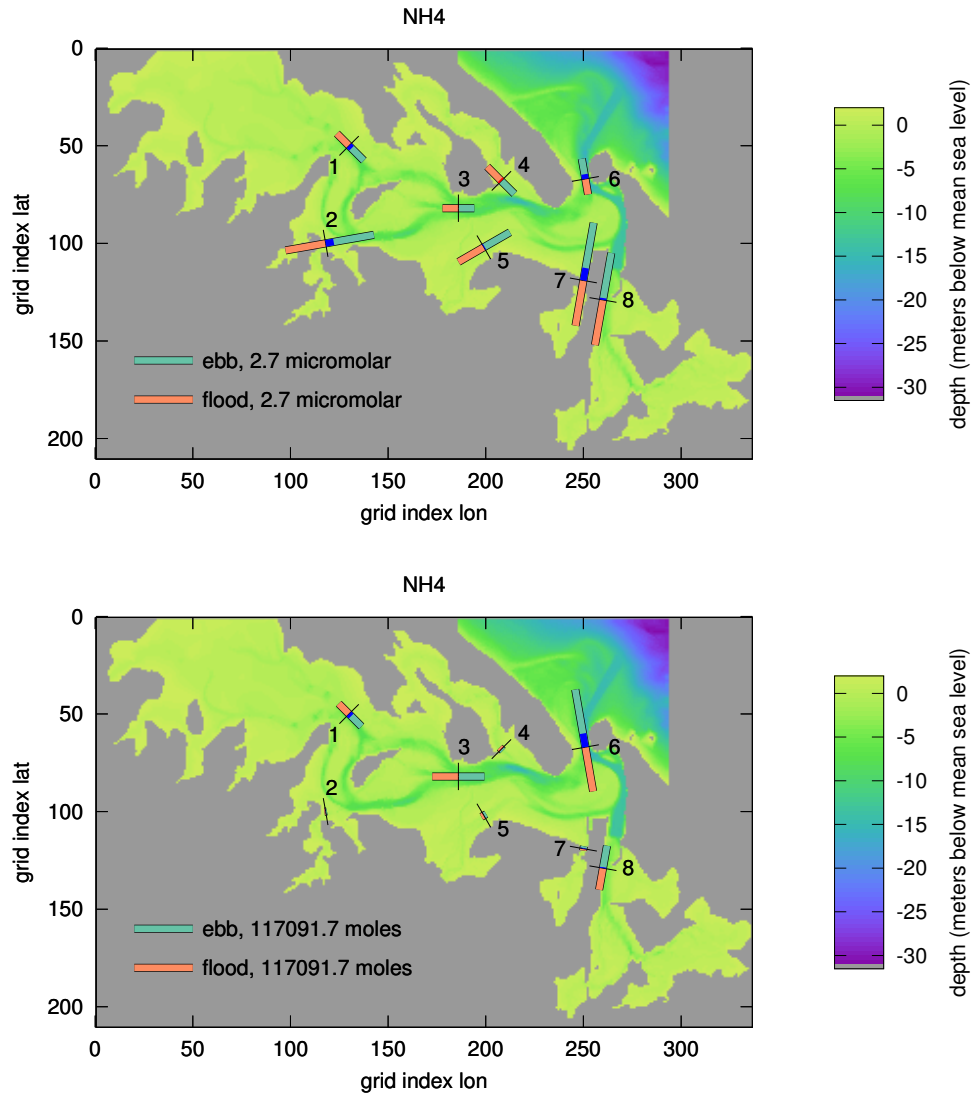 NH4
0
50
100
150
200
0 50 100 150 200 250 300
grid index lat
grid index lon
1
2
3
4
5
6
7
8
ebb, 2.7 micromolar
flood, 2.7 micromolar
0
-5
-10
-15
-20
-25
-30
depth (meters below mean sea level)
NH4
0
50
100
150
200
0 50 100 150 200 250 300
grid index lat
grid index lon
1
2
3
4
5
6
7
8
ebb, 117091.7 moles
flood, 117091.7 moles
0
-5
-10
-15
-20
-25
-30
depth (meters below mean sea level)